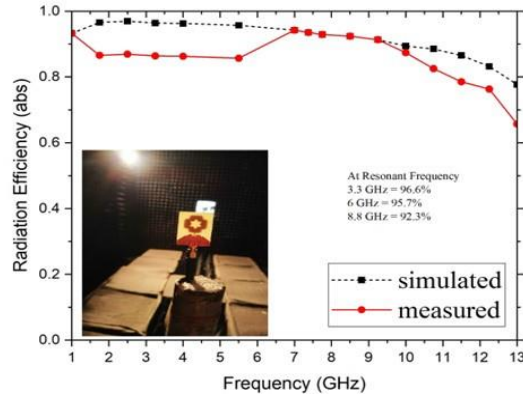 1.0
0.8
0.6
0.4
0.2
0.0
Radiation Efficiency (abs)
At Resonant Frequency
3.3 GHz = 96.6%
6 GHz = 95.7%
8.8 GHz = 92.3%
simulated
measured
1 2 3 4 5 6 7 8 9 10 11 12 13
Frequency (GHz)